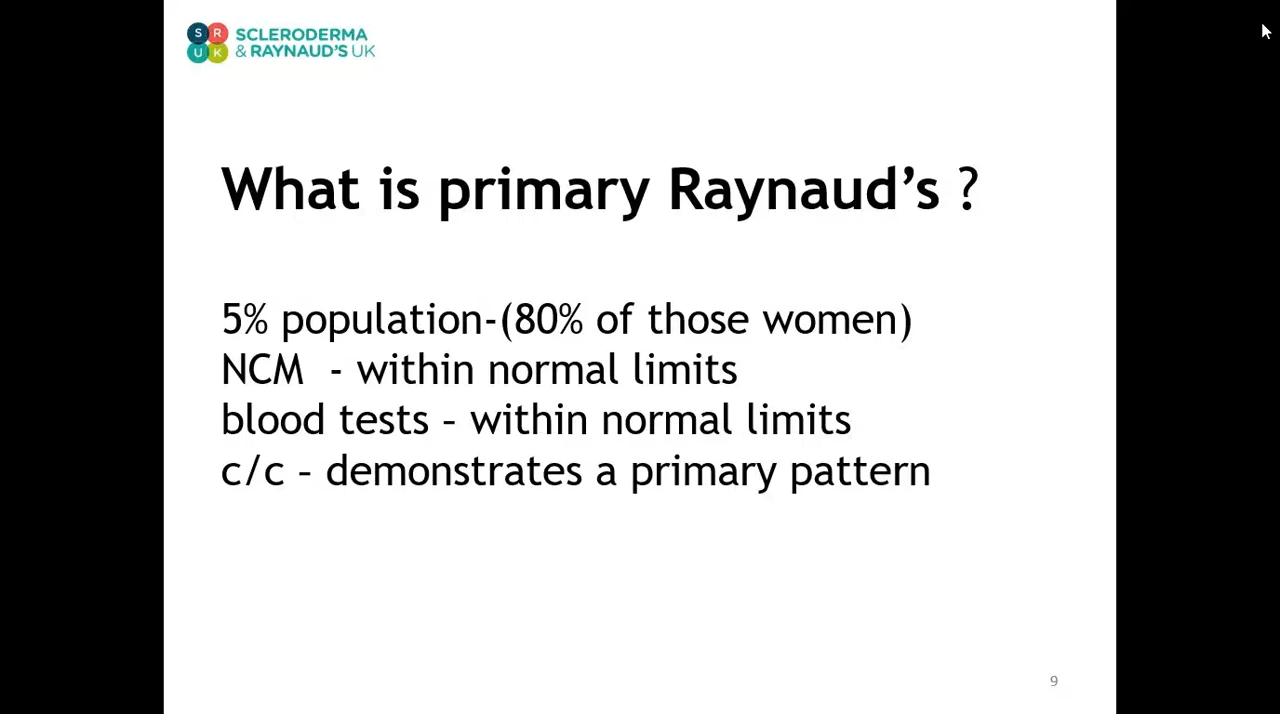 S R
U K
SCLERODERMA
& RAYNAUD'S UK
What is primary Raynaud’s ?
5% population-(80% of those women)
NCM  - within normal limits
blood tests – within normal limits
c/c – demonstrates a primary pattern
9